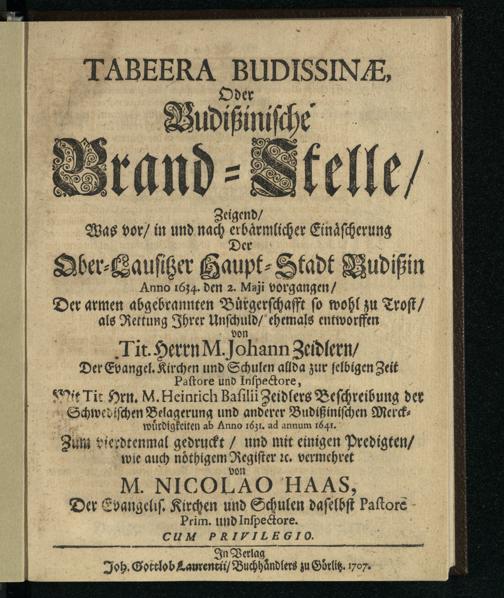 TABEERA BUDISSINÆ,
Oder
Budißinische
Brand-Stelle/
Zeigend/
Was vor/ in und nach erbärmlicher Einäscherung
Der
Ober-Lausitzer Haupt-Stadt Budißin
Anno 1634. den 2. Maji vorgangen/
Der armen abgebrannten Bürgerschafft so wohl zu Trost/
als Rettung Ihrer Unschuld/ ehemals entworffen
von
Tit. Herrn M. Johann Zeidlern/
Der Evangel. Kirchen und Schulen allda zur selbigen Zeit
Pastore und Inspectore,
Mit Tit Hrn. M. Heinrich Basilii Zeidlers Beschreibung der
Schwedischen Belagerung und anderer Budißinischen Merck-
würdigkeiten ab Anno 1631. ad annum 1641.
Zum vierdtenmal gedruckt/ und mit einigen Predigten/
wie auch nöthigem Register ꝛc. vermehret
von
M. NICOLAO HAAS,
Der Evangelis. Kirchen und Schulen daselbst Pastore
Prim. und Inspectore.
CUM PRIVILEGIO.
In Verlag
Joh. Gottlob Laurentii/ Buchhändlers zu Görlitz. 1707.